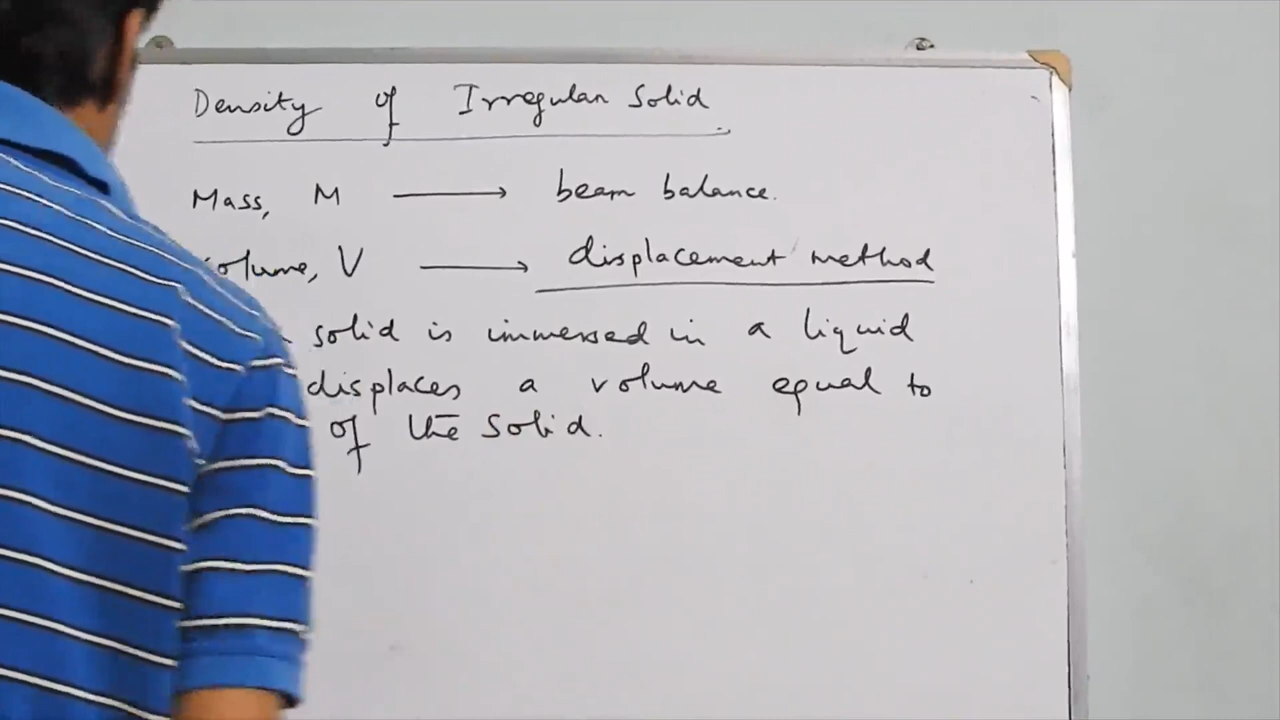 Density of Irregular Solid
Mass, M → beam balance.
Volume, V → displacement method
solid is immersed in a liquid
displaces a volume equal to
of the solid.